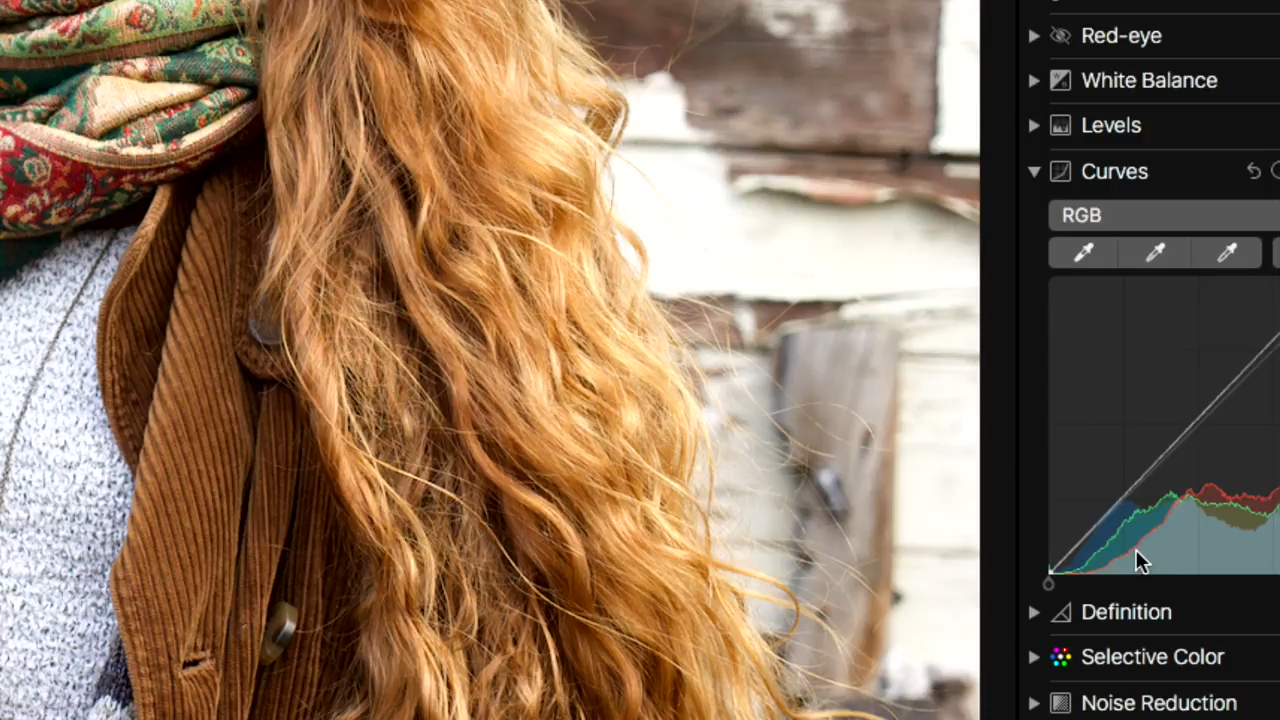 Red-eye
White Balance
Levels
Curves
RGB
Definition
Selective Color
Noise Reduction